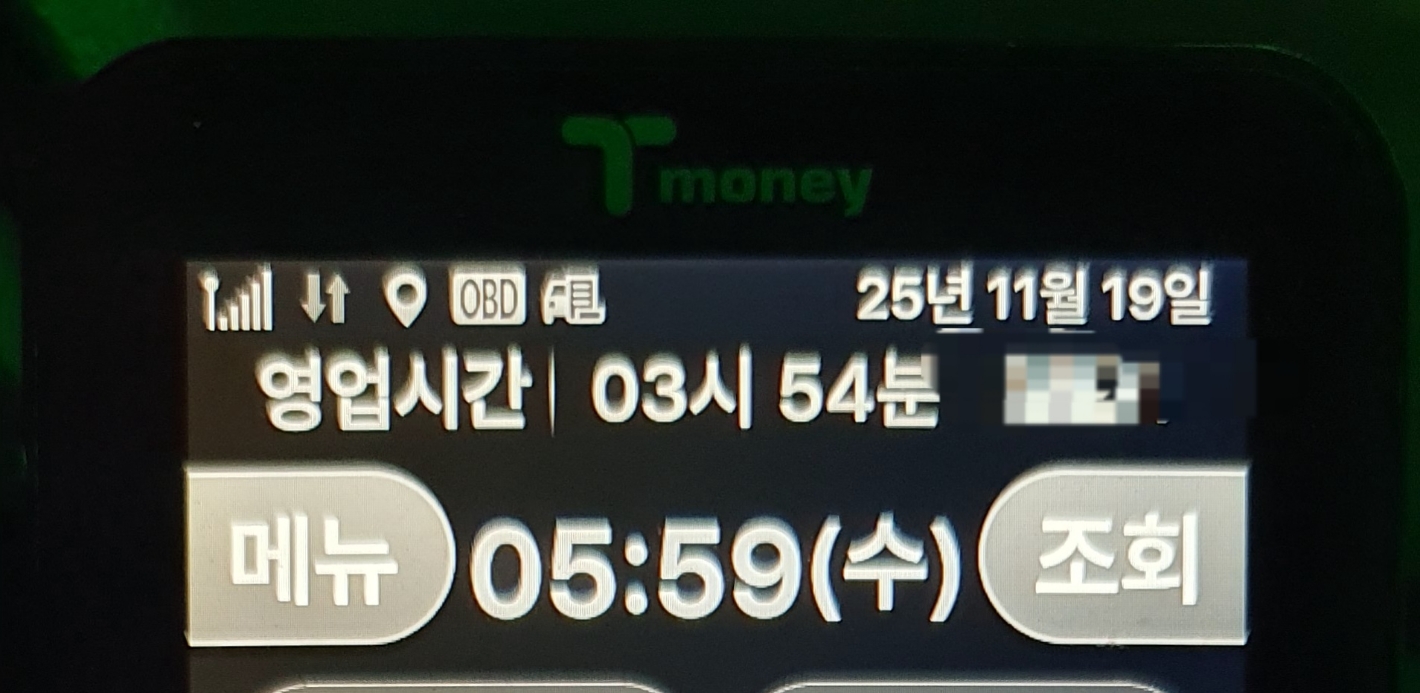 Tmoney
OBD 25년 11월 19일
영업시간 03시 54분
메뉴 05:59(수) 조회